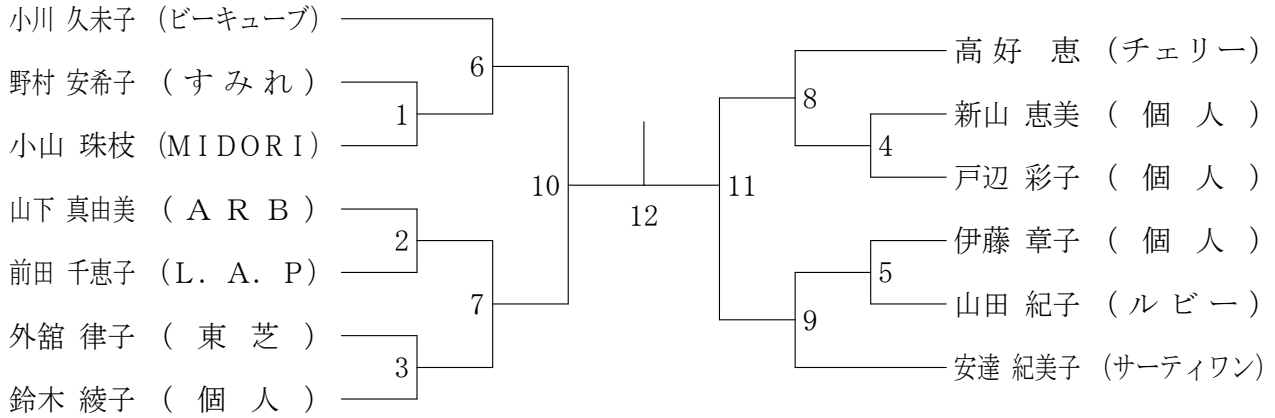 小川 久未子 (ビーキューブ)
野村 安希子 ( す み れ )
小山 珠枝 (MIDORI)
山下 真由美 ( A R B )
前田 千恵子 (L. A. P)
外舘 律子 ( 東 芝 )
鈴木 綾子 ( 個 人 )
6
1
2
7
3
10
12
11
8
4
5
9
高 好 恵 (チェリー)
新山 恵美 ( 個 人 )
戸辺 彩子 ( 個 人 )
伊藤 章子 ( 個 人 )
山田 紀子 ( ル ビ ー )
安達 紀美子 (サーティワン)